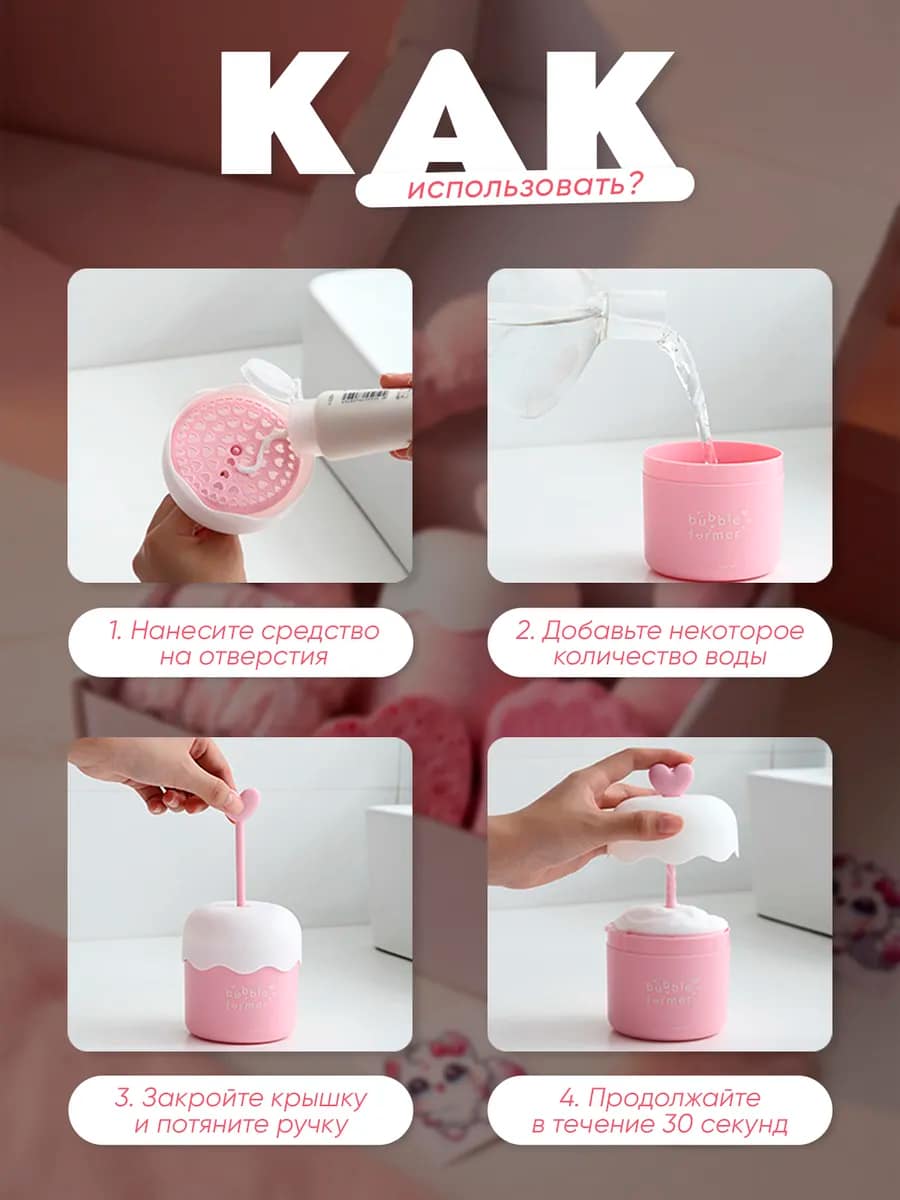 КАК
использовать?
1. Нанесите средство
на отверстия
2. Добавьте некоторое
количество воды
bubble
former
3. Закройте крышку
и потяните ручку
4. Продолжайте
в течение 30 секунд
bubble
former
bubble
former